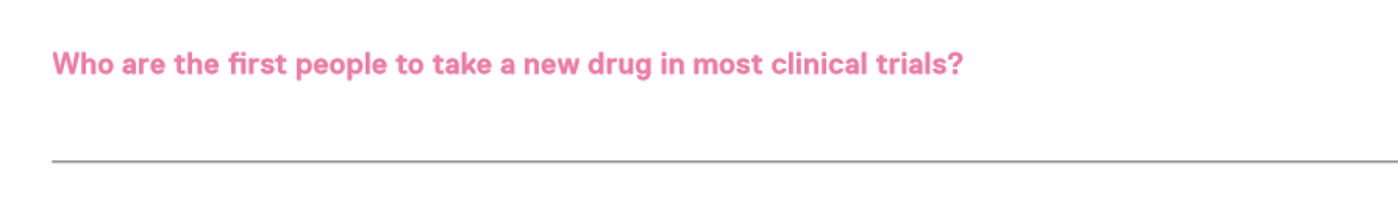 Who are the first people to take a new drug in most clinical trials?